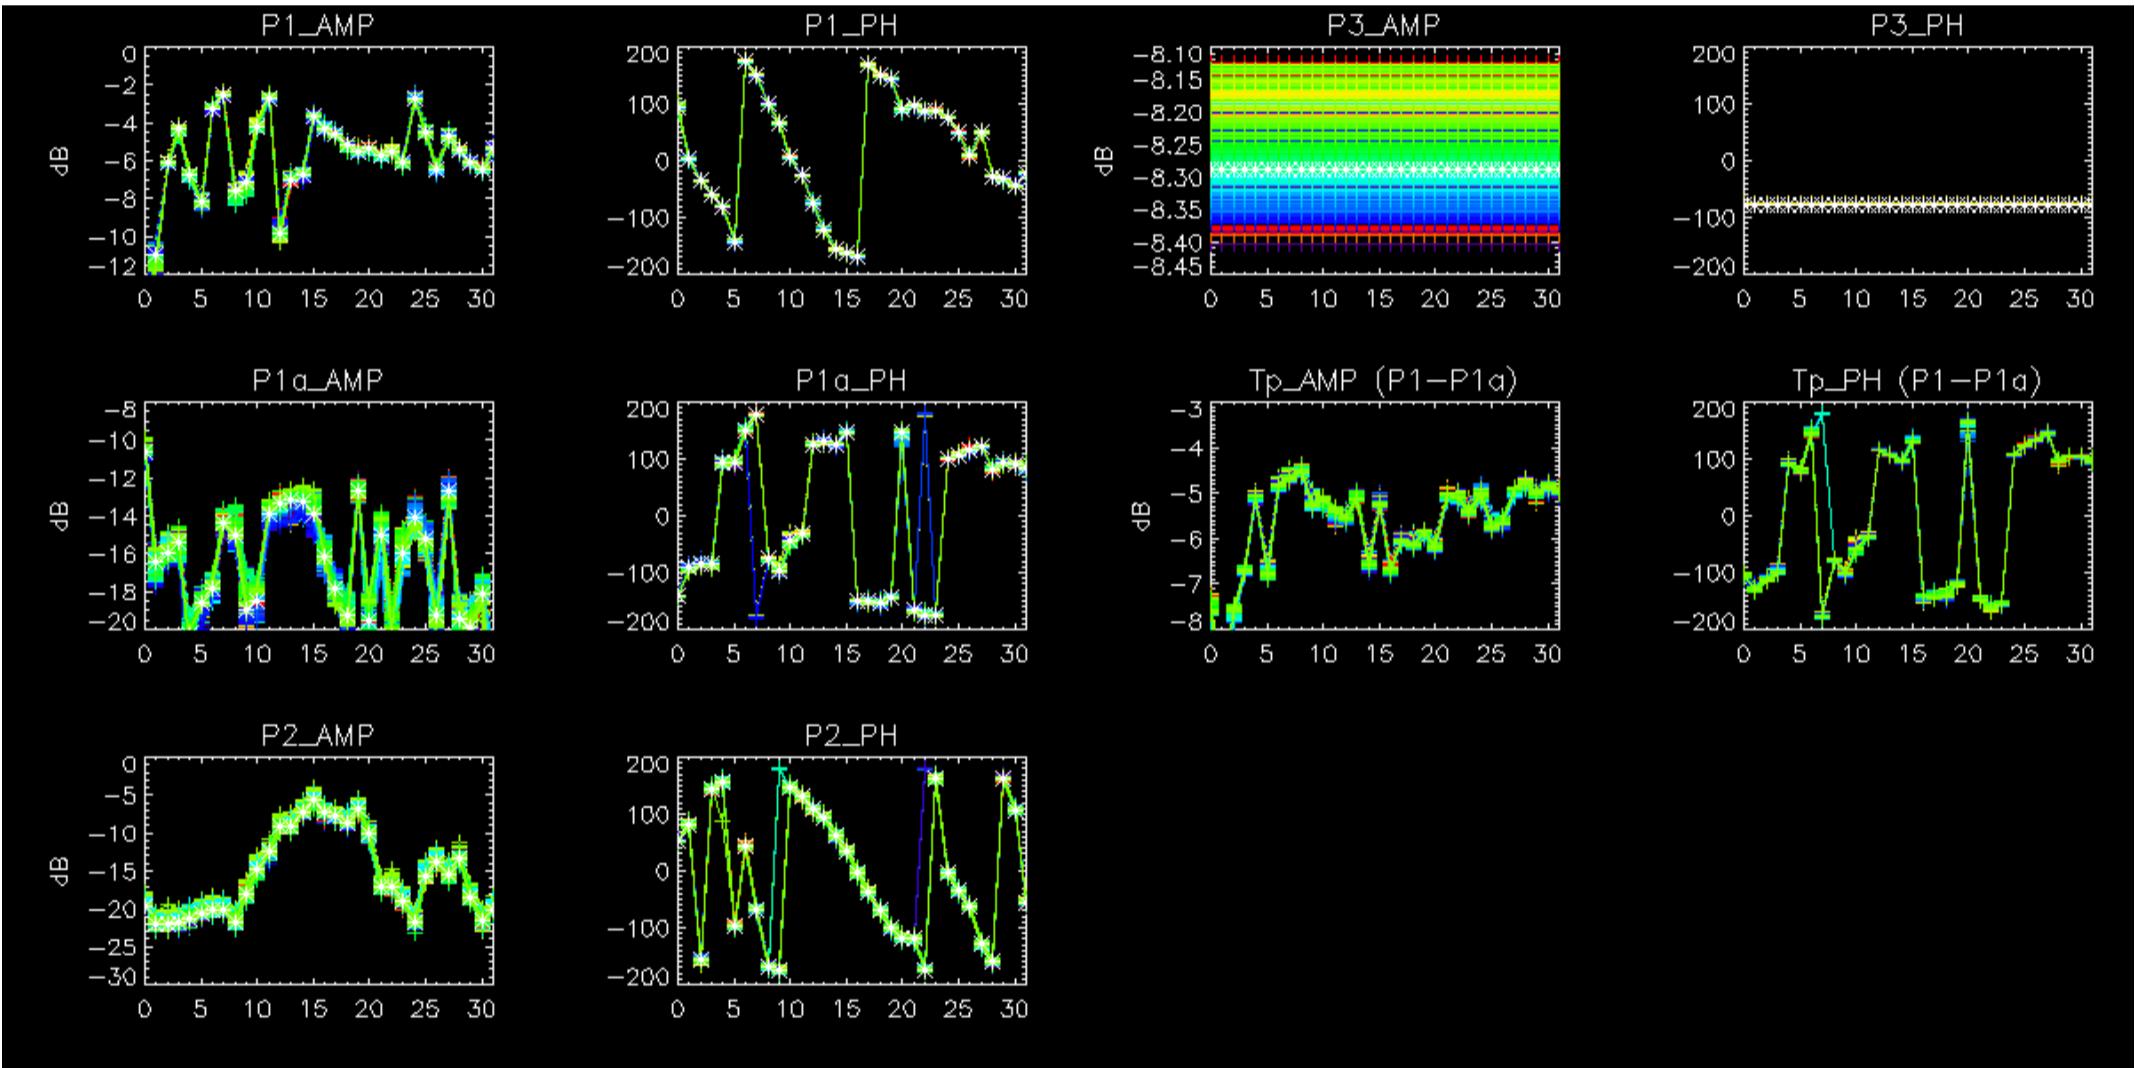 P1_AMP
P1_PH
P3_AMP
P3_PH
dB
0
-2
-4
-6
-8
-10
-12
0 5 10 15 20 25 30
200
100
0
-100
-200
0 5 10 15 20 25 30
dB
-8.10
-8.15
-8.20
-8.25
-8.30
-8.35
-8.40
-8.45
0 5 10 15 20 25 30
200
100
0
-100
-200
0 5 10 15 20 25 30
P1a_AMP
P1a_PH
Tp_AMP (P1-P1a)
Tp_PH (P1-P1a)
dB
-8
-10
-12
-14
-16
-18
-20
0 5 10 15 20 25 30
200
100
0
-100
-200
0 5 10 15 20 25 30
dB
-3
-4
-5
-6
-7
-8
0 5 10 15 20 25 30
200
100
0
-100
-200
0 5 10 15 20 25 30
P2_AMP
P2_PH
dB
0
-5
-10
-15
-20
-25
-30
0 5 10 15 20 25 30
200
100
0
-100
-200
0 5 10 15 20 25 30